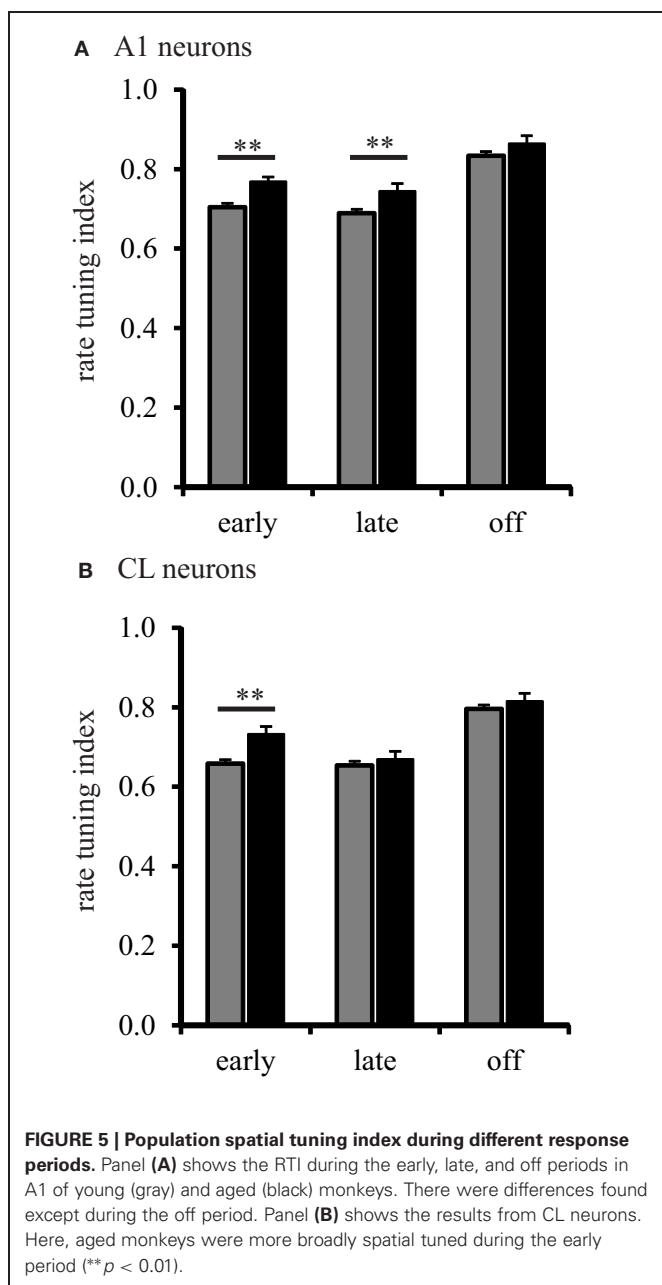 A A1 neurons
1.0
0.8
0.6
0.4
0.2
0.0
rate tuning index
** **
early late off
B CL neurons
1.0
0.8
0.6
0.4
0.2
0.0
rate tuning index
**
early late off
FIGURE 5 | Population spatial tuning index during different response
periods. Panel (A) shows the RTI during the early, late, and off periods in
A1 of young (gray) and aged (black) monkeys. There were differences found
except during the off period. Panel (B) shows the results from CL neurons.
Here, aged monkeys were more broadly spatial tuned during the early
period (**p < 0.01).